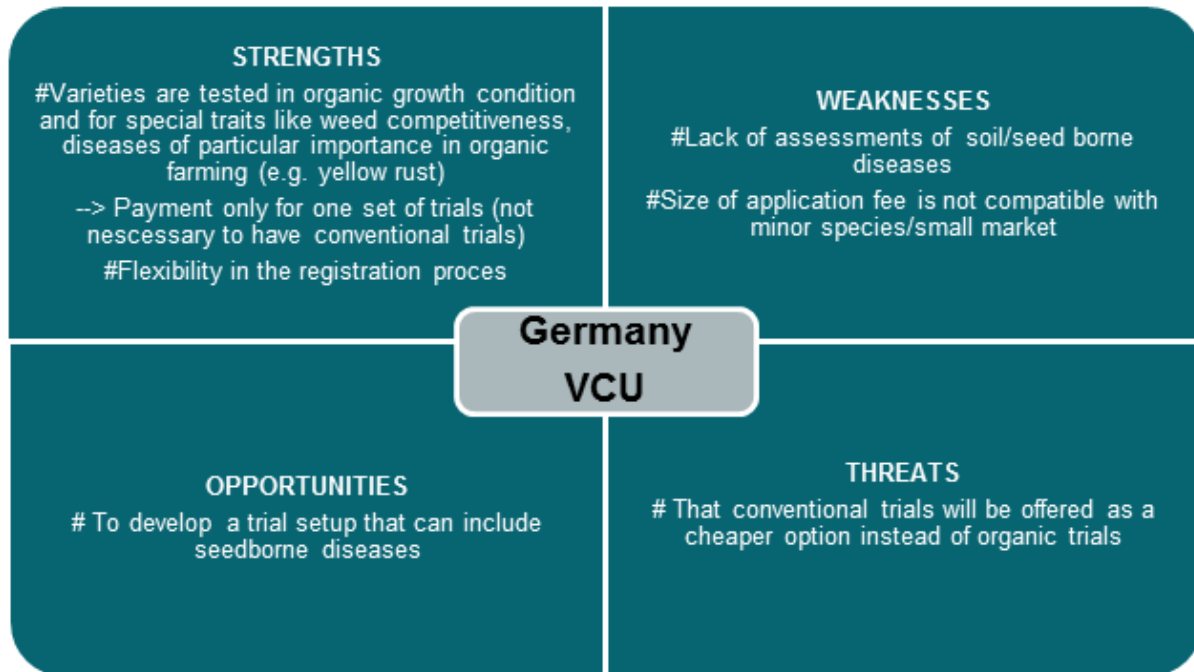 STRENGTHS
#Varieties are tested in organic growth condition
and for special traits like weed competitiveness,
diseases of particular importance in organic
farming (e.g. yellow rust)
--> Payment only for one set of trials (not
nescessary to have conventional trials)
#Flexibility in the registration proces
WEAKNESSES
#Lack of assessments of soil/seed borne
diseases
#Size of application fee is not compatible with
minor species/small market
Germany
VCU
OPPORTUNITIES
# To develop a trial setup that can include
seedborne diseases
THREATS
# That conventional trials will be offered as a
cheaper option instead of organic trials